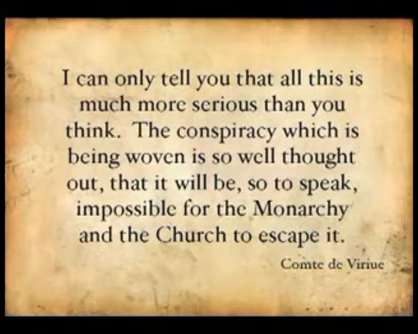 I can only tell you that all this is
much more serious than you
think. The conspiracy which is
being woven is so well thought
out, that it will be, so to speak,
impossible for the Monarchy
and the Church to escape it.
Comte de Viriue